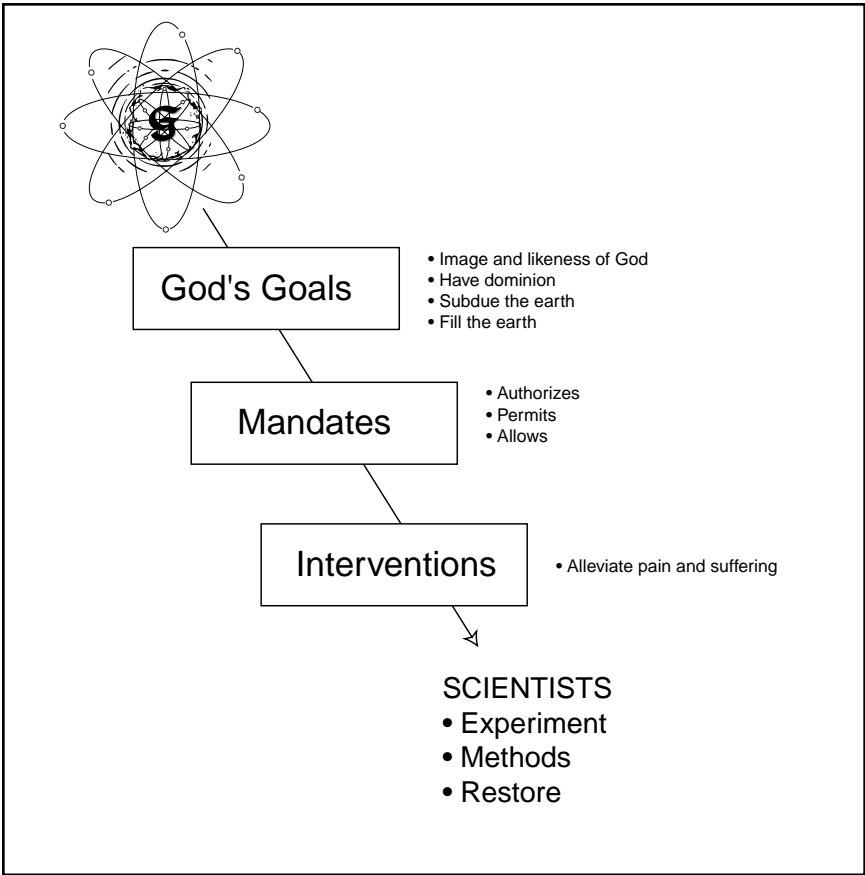 G
God's Goals
• Image and likeness of God
• Have dominion
• Subdue the earth
• Fill the earth
Mandates
• Authorizes
• Permits
• Allows
Interventions
• Alleviate pain and suffering
SCIENTISTS
• Experiment
• Methods
• Restore